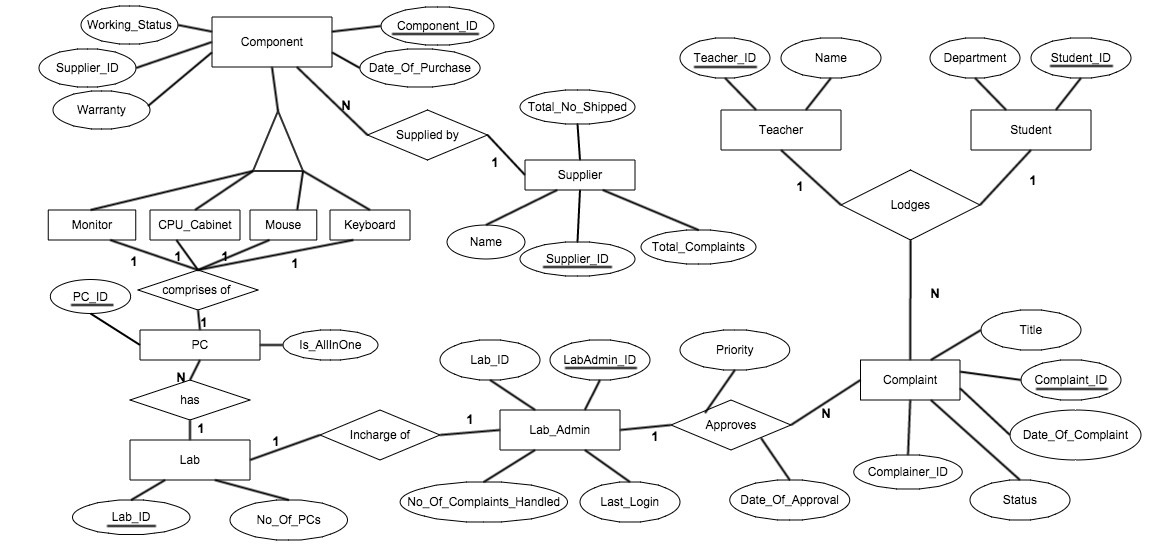 Working_Status
Component
Component_ID
Supplier_ID
Date_Of_Purchase
Warranty
N
Supplied by
1
Total_No_Shipped
Supplier
Name
Supplier_ID
Total_Complaints
Teacher_ID
Name
Department
Student_ID
Teacher
Student
1
1
Lodges
N
Monitor
CPU_Cabinet
Mouse
Keyboard
1
1
1
1
comprises of
PC_ID
1
PC
Is_AllInOne
N
has
1
Lab
Lab_ID
No_Of_PCs
1
Incharge of
1
Lab_ID
LabAdmin_ID
Lab_Admin
No_Of_Complaints_Handled
Last_Login
1
Priority
Approves
Date_Of_Approval
N
Complaint
Title
Complaint_ID
Date_Of_Complaint
Complainer_ID
Status